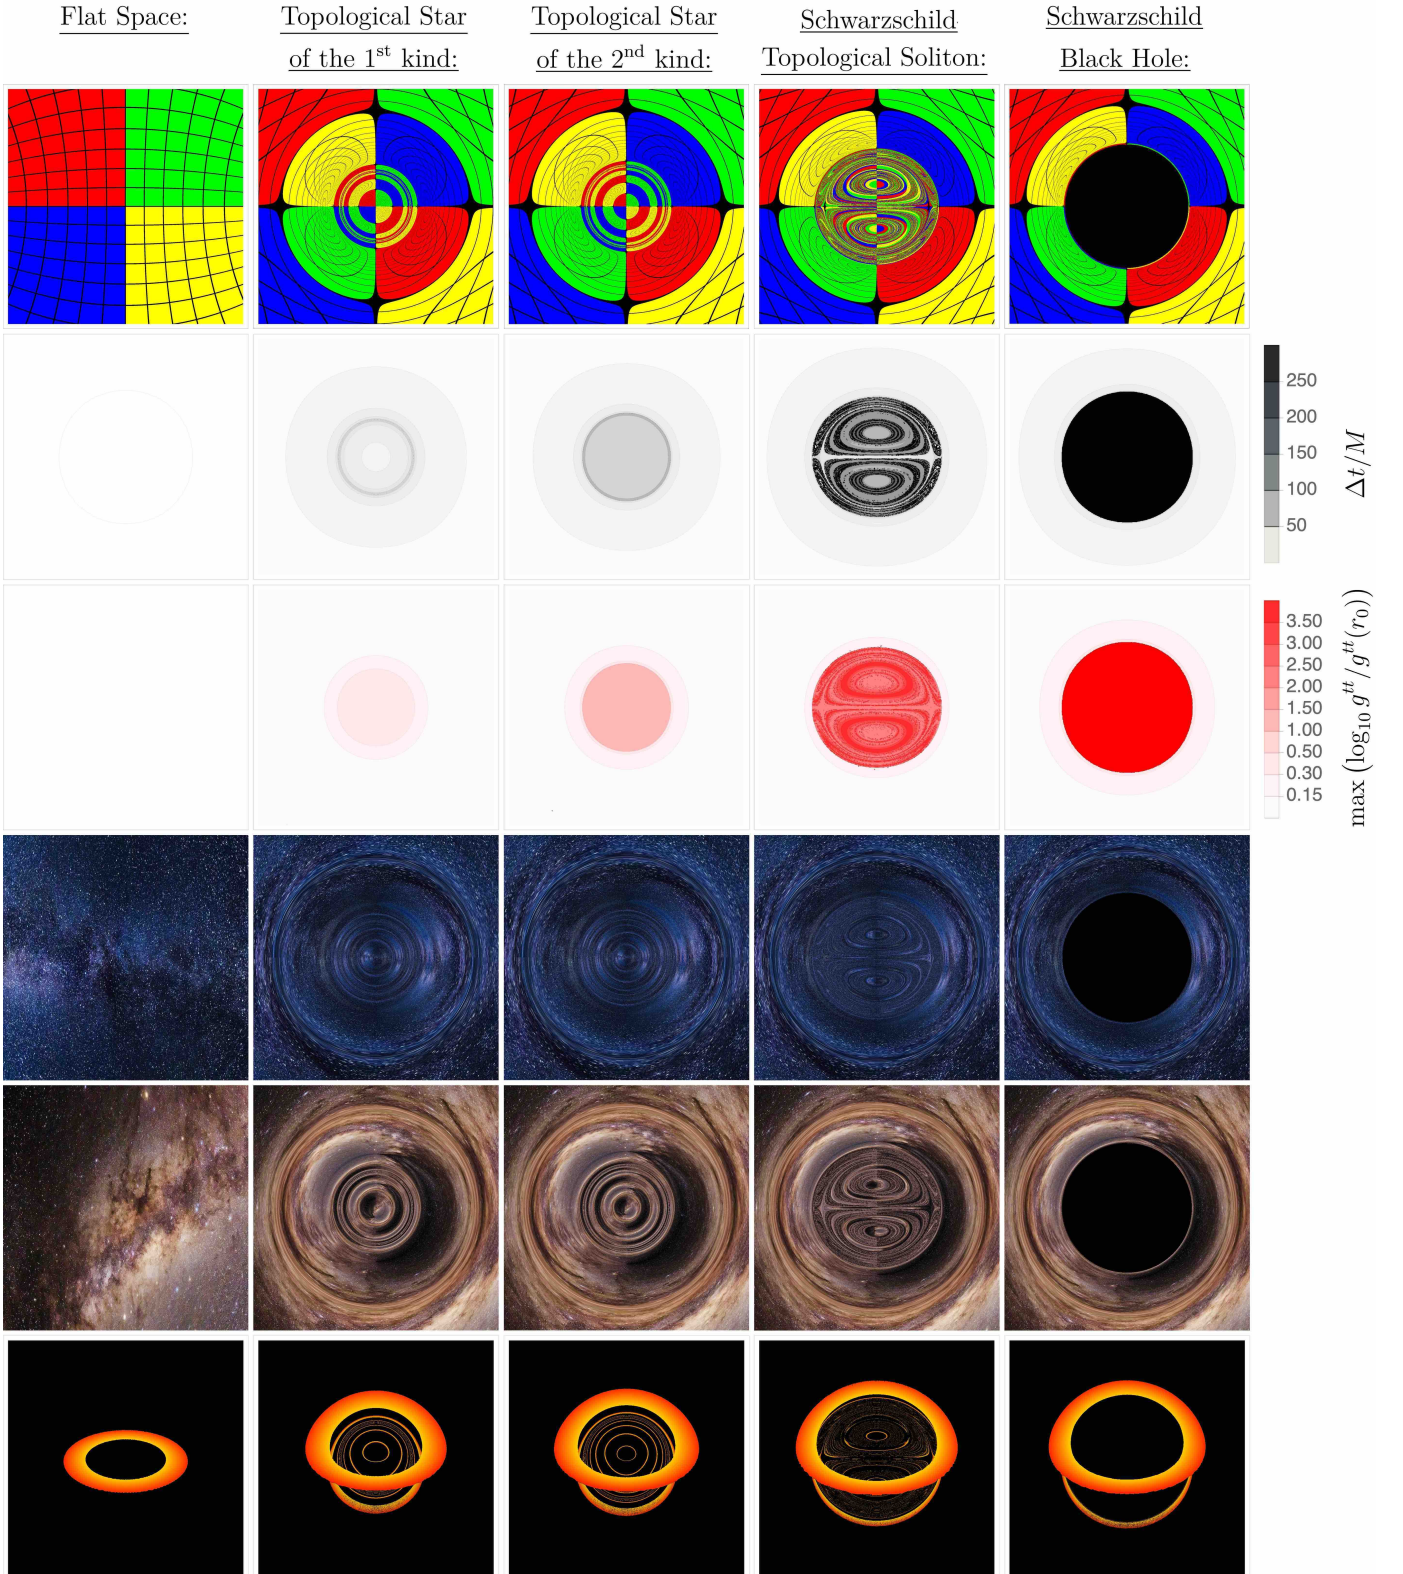 Flat Space:
Topological Star
of the 1st kind:
Topological Star
of the 2nd kind:
Schwarzschild
Topological Soliton:
Schwarzschild
Black Hole:
250
200
150
100
50
Δt/M
3.50
3.00
2.50
2.00
1.50
1.00
0.50
0.30
0.15
max (log₁₀ gᵗᵗ/gᵗᵗ(r₀))